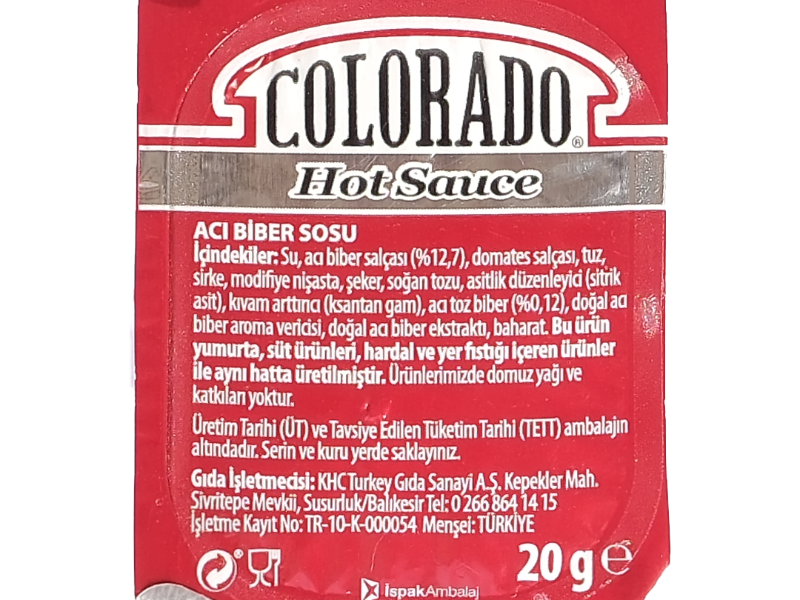 COLORADO®
Hot Sauce
ACI BİBER SOSU
İçindekiler: Su, acı biber salçası (%12,7), domates salçası, tuz,
sirke, modifiye nişasta, şeker, soğan tozu, asitlik düzenleyici (sitrik
asit), kıvam arttırıcı (ksantan gam), acı toz biber (%0,12), doğal acı
biber aroma vericisi, doğal acı biber ekstraktı, baharat. Bu ürün
yumurta, süt ürünleri, hardal ve yer fıstığı içeren ürünler
ile aynı hatta üretilmiştir. Ürünlerimizde domuz yağı ve
katkıları yoktur.
Üretim Tarihi (ÜT) ve Tavsiye Edilen Tüketim Tarihi (TETT) ambalajın
altındadır. Serin ve kuru yerde saklayınız.
Gıda İşletmecisi: KHC Turkey Gıda Sanayi A.Ş. Kepekler Mah.
Sivritepe Mevkii, Susurluk/Balıkesir Tel: 0 266 864 14 15
İşletme Kayıt No: TR-10-K-000054 Menşei: TÜRKİYE
20 g ℮
İspak Ambalaj